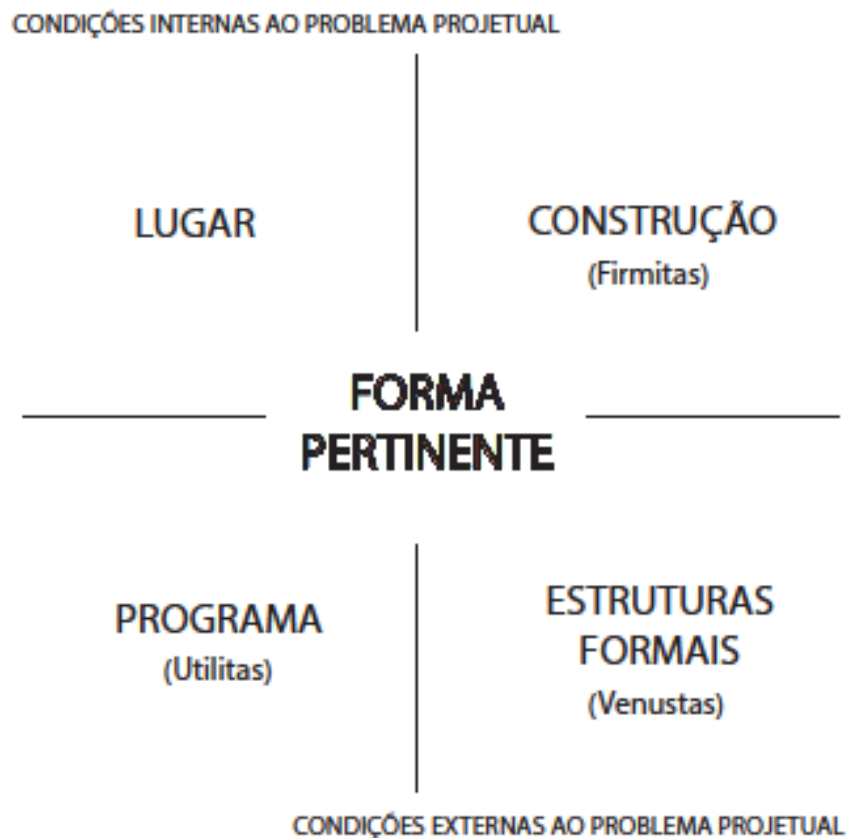 CONDIÇÕES INTERNAS AO PROBLEMA PROJETUAL
LUGAR
CONSTRUÇÃO
(Firmitas)
FORMA
PERTINENTE
PROGRAMA
(Utilitas)
ESTRUTURAS
FORMAIS
(Venustas)
CONDIÇÕES EXTERNAS AO PROBLEMA PROJETUAL